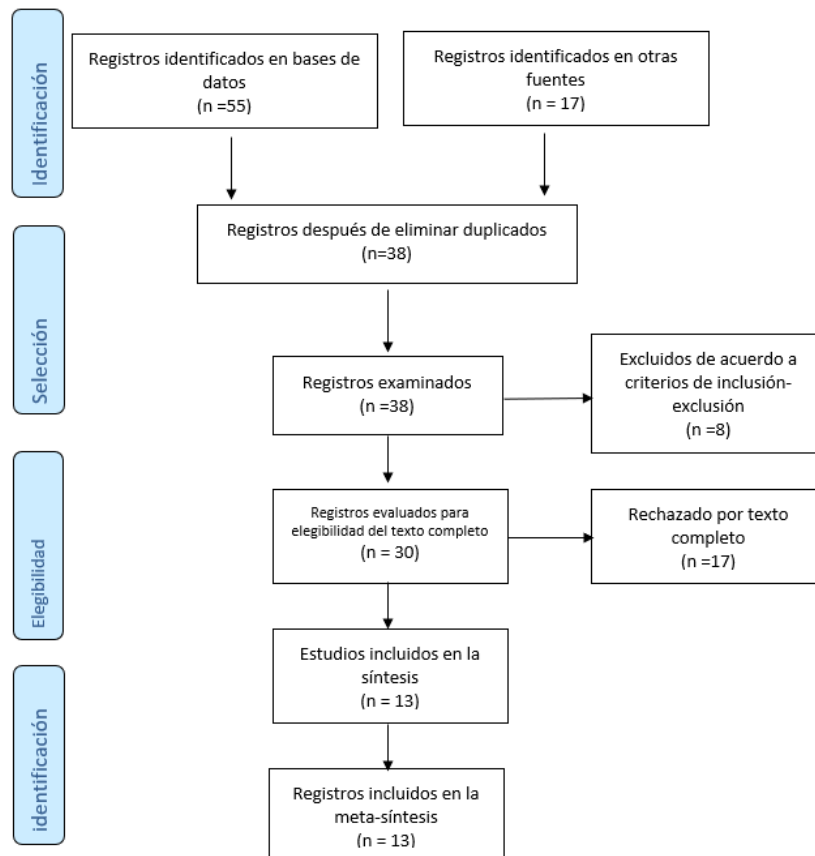 Identificación
Registros identificados en bases de
datos
(n =55)
Registros identificados en otras
fuentes
(n = 17)
Registros después de eliminar duplicados
(n=38)
Selección
Registros examinados
(n =38)
Excluidos de acuerdo a
criterios de inclusión-
exclusión
(n =8)
Elegibilidad
Registros evaluados para
elegibilidad del texto completo
(n = 30)
Rechazado por texto
completo
(n =17)
Estudios incluidos en la
síntesis
(n = 13)
identificación
Registros incluidos en la
meta-síntesis
(n = 13)